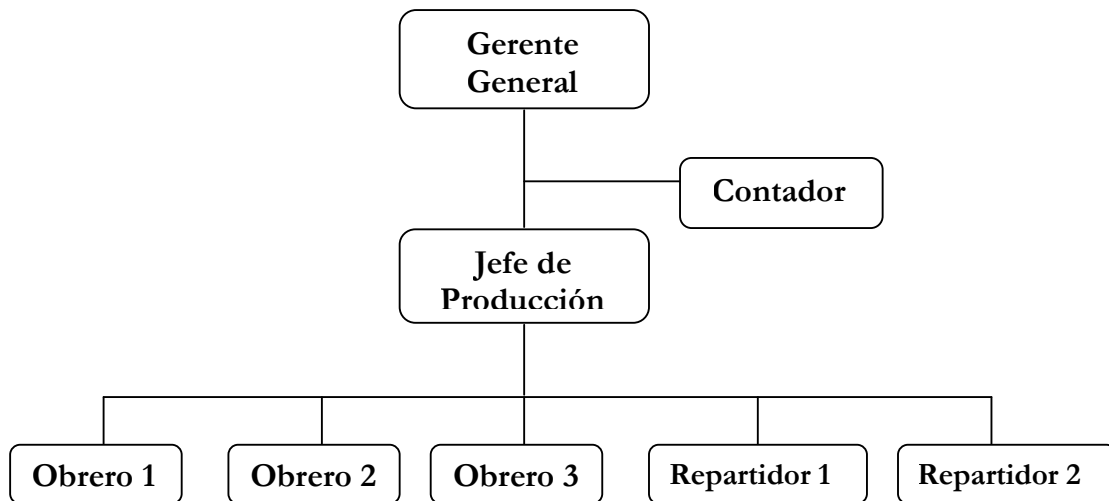 Gerente
General
Contador
Jefe de
Producción
Obrero 1
Obrero 2
Obrero 3
Repartidor 1
Repartidor 2